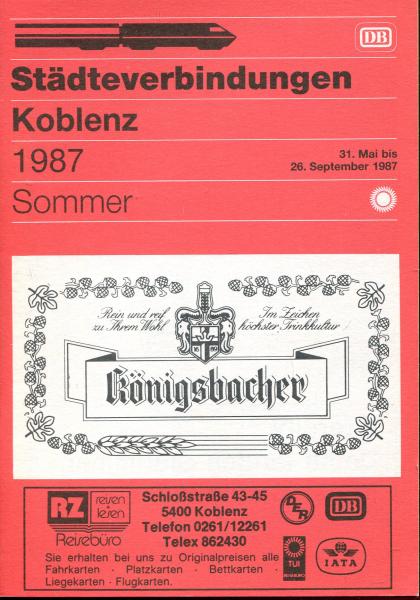 DB
Städteverbindungen
Koblenz
1987
31. Mai bis
26. September 1987
Sommer
Rein und reif
zu Ihrem Wohl
Im Zeichen
höchster Trinkkultur
Königsbacher
RZ reisen
leisen
Reisebüro
Schloßstraße 43-45
5400 Koblenz
Telefon 0261/12261
Telex 862430
DER
DB
TUI
IATA
Sie erhalten bei uns zu Originalpreisen alle
Fahrkarten · Platzkarten · Bettkarten ·
Liegekarten · Flugkarten.